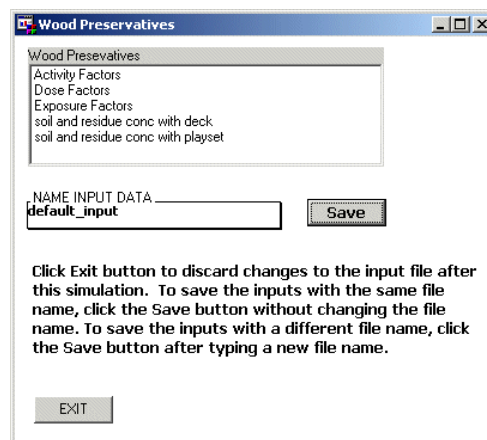 Wood Preservatives
Wood Presevatives
Activity Factors
Dose Factors
Exposure Factors
soil and residue conc with deck
soil and residue conc with playset
NAME INPUT DATA
default_input
Save
Click Exit button to discard changes to the input file after
this simulation. To save the inputs with the same file
name, click the Save button without changing the file
name. To save the inputs with a different file name, click
the Save button after typing a new file name.
EXIT